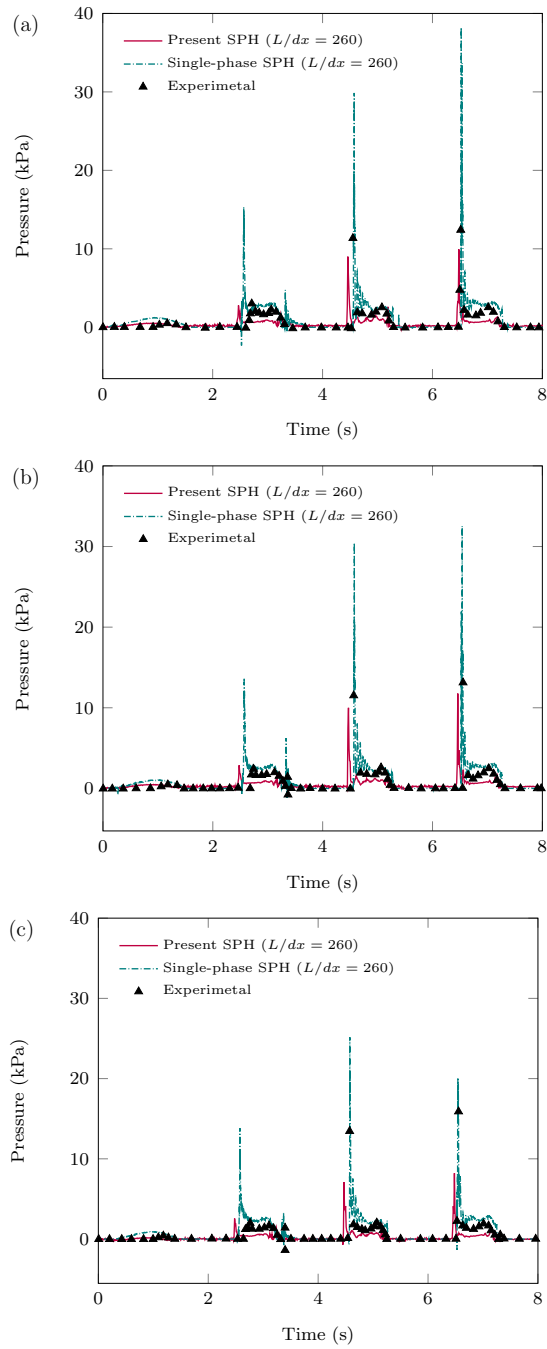 (a)
40
30
20
10
0
Pressure (kPa)
Present SPH (L/dx = 260)
Single-phase SPH (L/dx = 260)
Experimetal
0 2 4 6 8
Time (s)
(b)
40
30
20
10
0
Pressure (kPa)
Present SPH (L/dx = 260)
Single-phase SPH (L/dx = 260)
Experimetal
0 2 4 6 8
Time (s)
(c)
40
30
20
10
0
Pressure (kPa)
Present SPH (L/dx = 260)
Single-phase SPH (L/dx = 260)
Experimetal
0 2 4 6 8
Time (s)